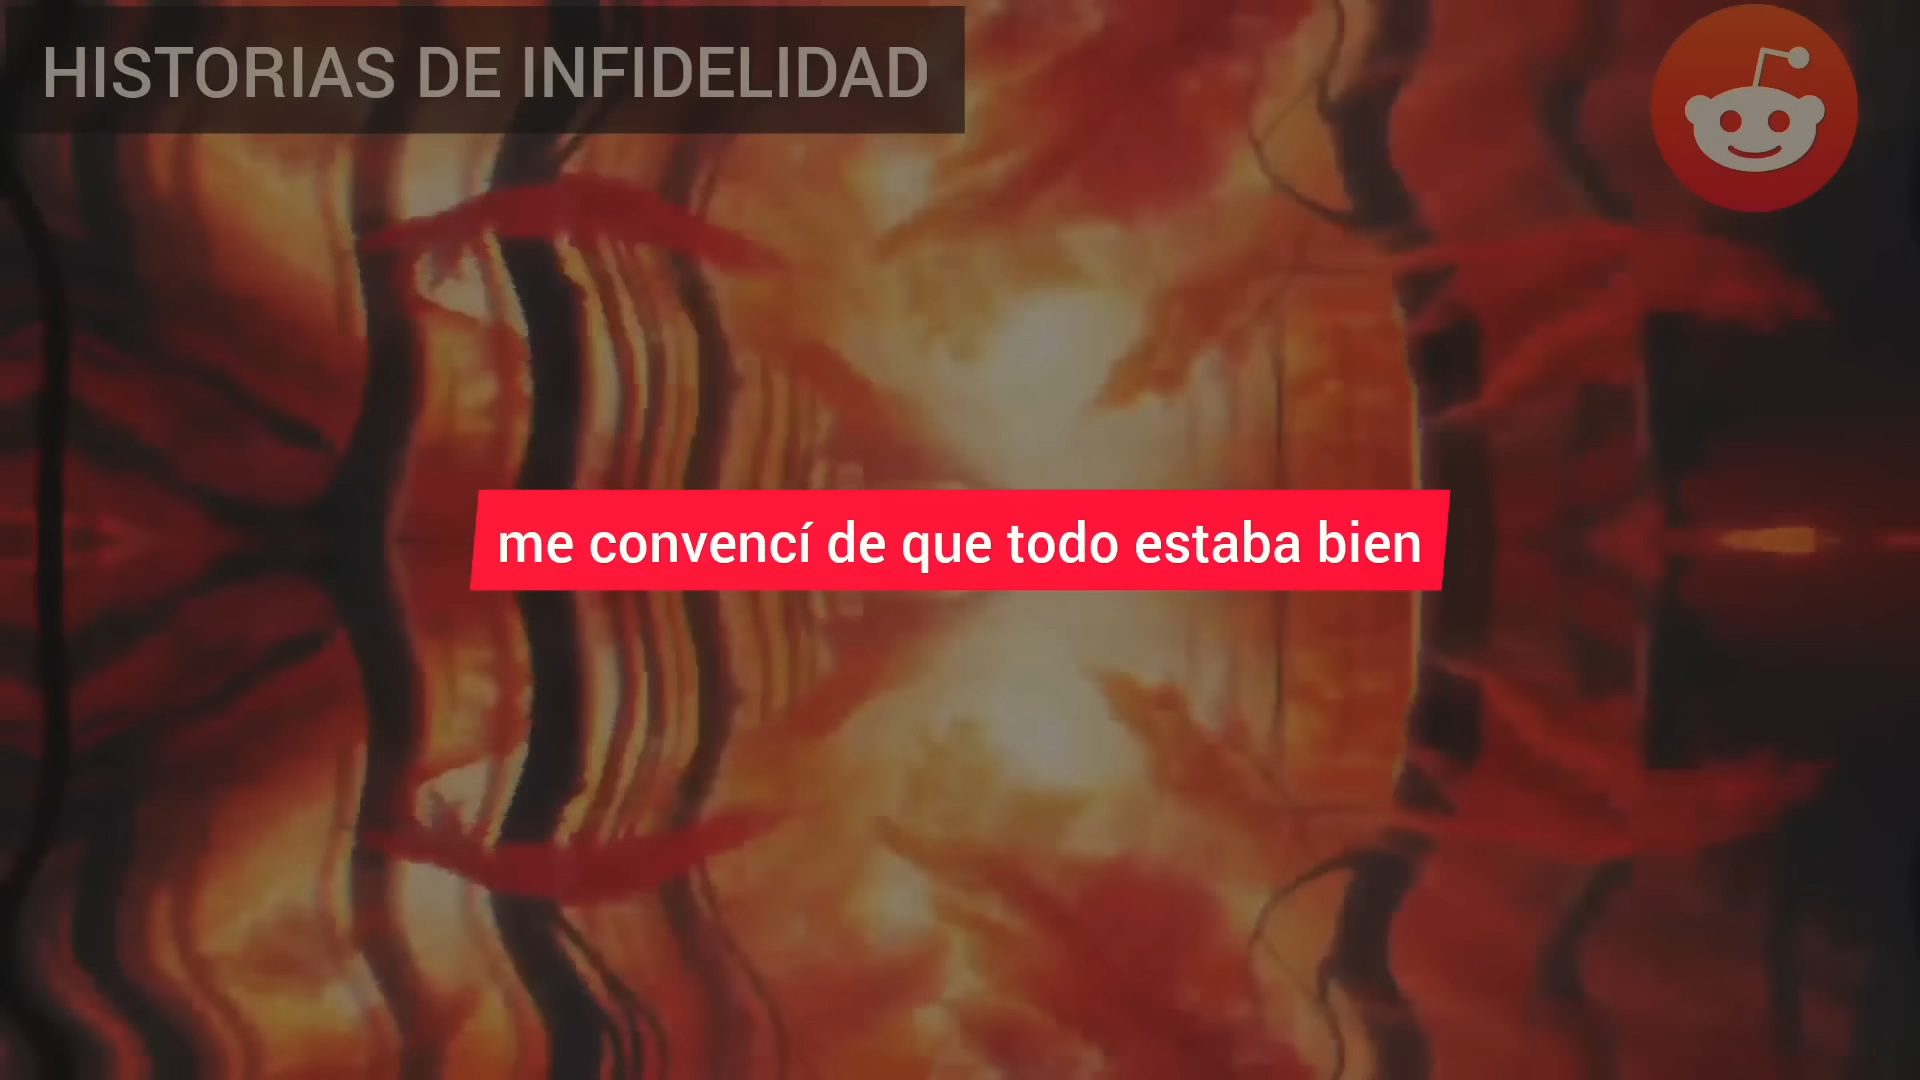 HISTORIAS DE INFIDELIDAD
me convencí de que todo estaba bien